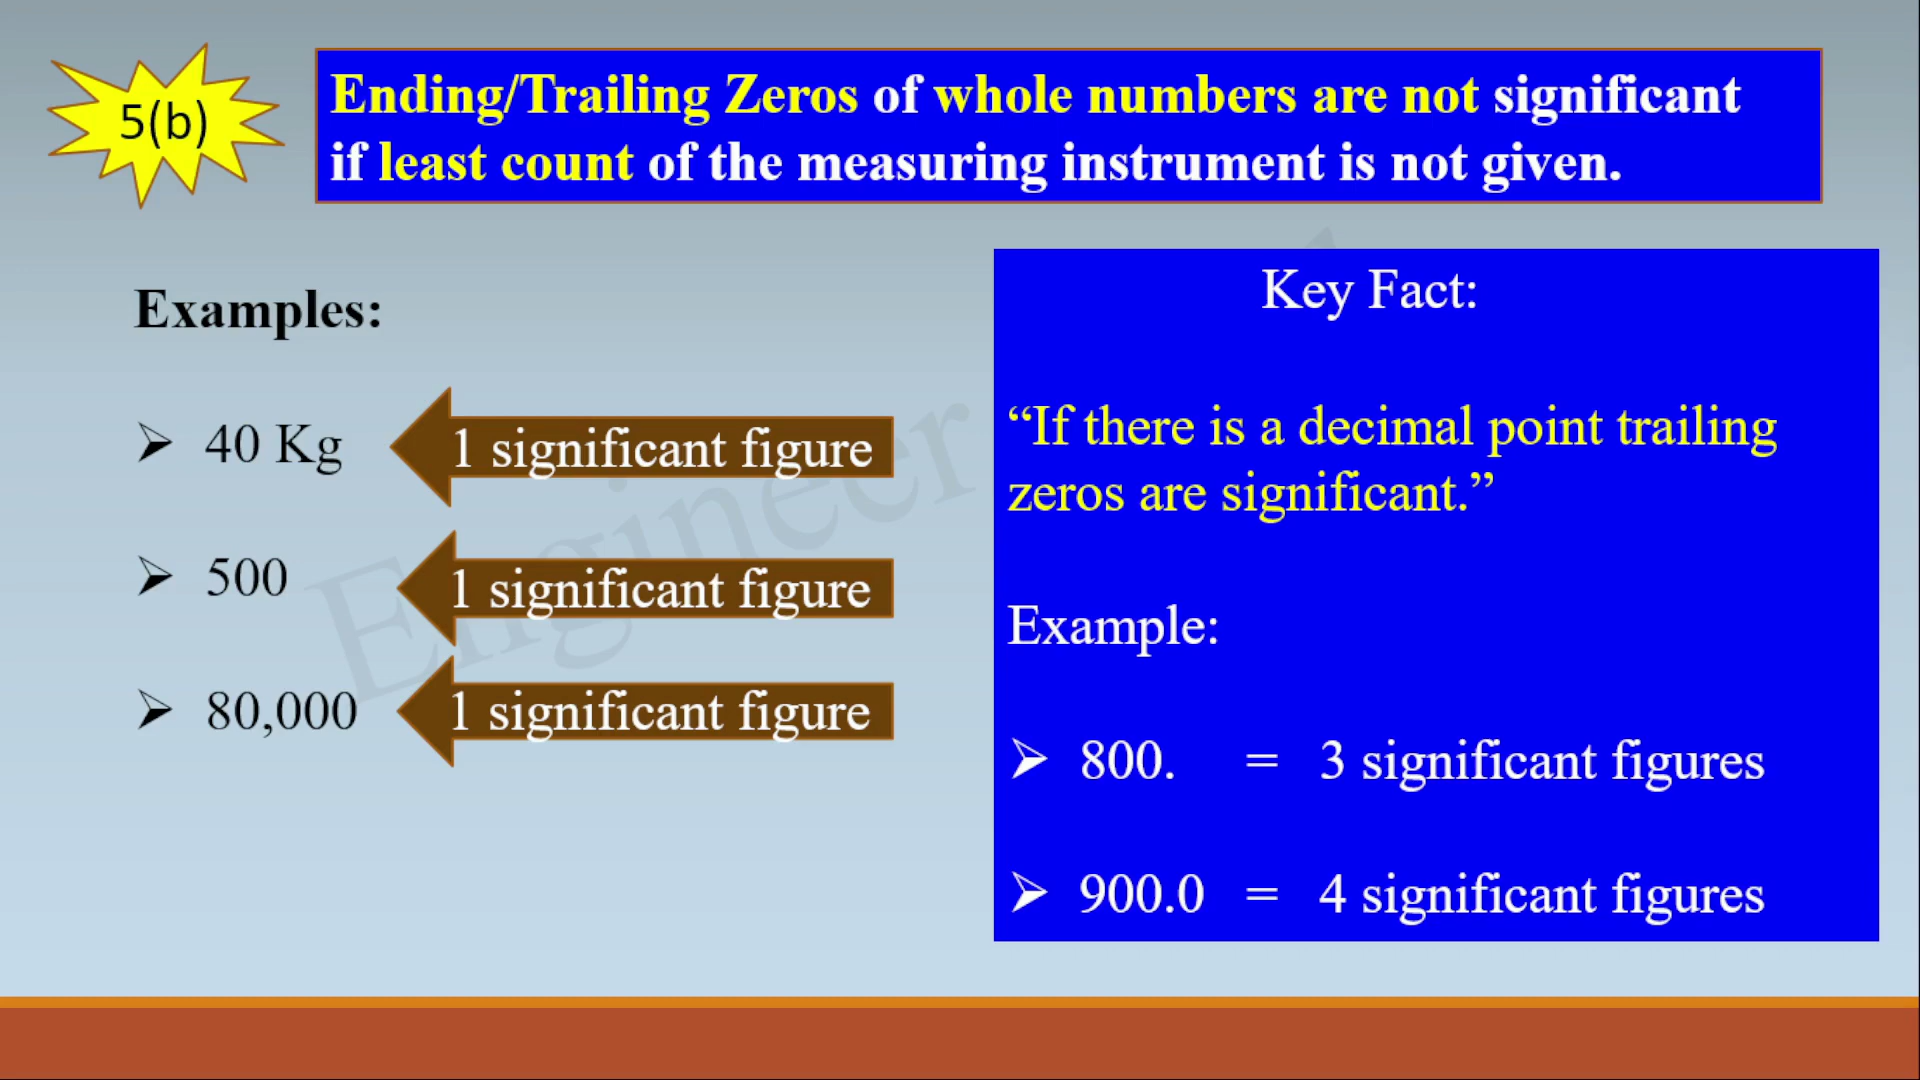 5(b)
Ending/Trailing Zeros of whole numbers are not significant
if least count of the measuring instrument is not given.
Examples:
➢ 40 Kg
1 significant figure
➢ 500
1 significant figure
➢ 80,000
1 significant figure
Key Fact:
“If there is a decimal point trailing
zeros are significant.”
Example:
➢ 800. = 3 significant figures
➢ 900.0 = 4 significant figures
Engineer